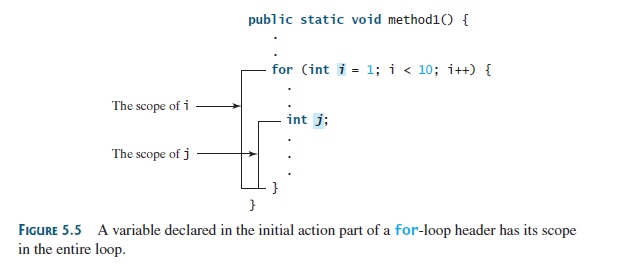 public static void method1() {
.
.
for (int i = 1; i < 10; i++) {
.
.
The scope of i
int j;
.
The scope of j
.
.
}
}
FIGURE 5.5 A variable declared in the initial action part of a for-loop header has its scope
in the entire loop.